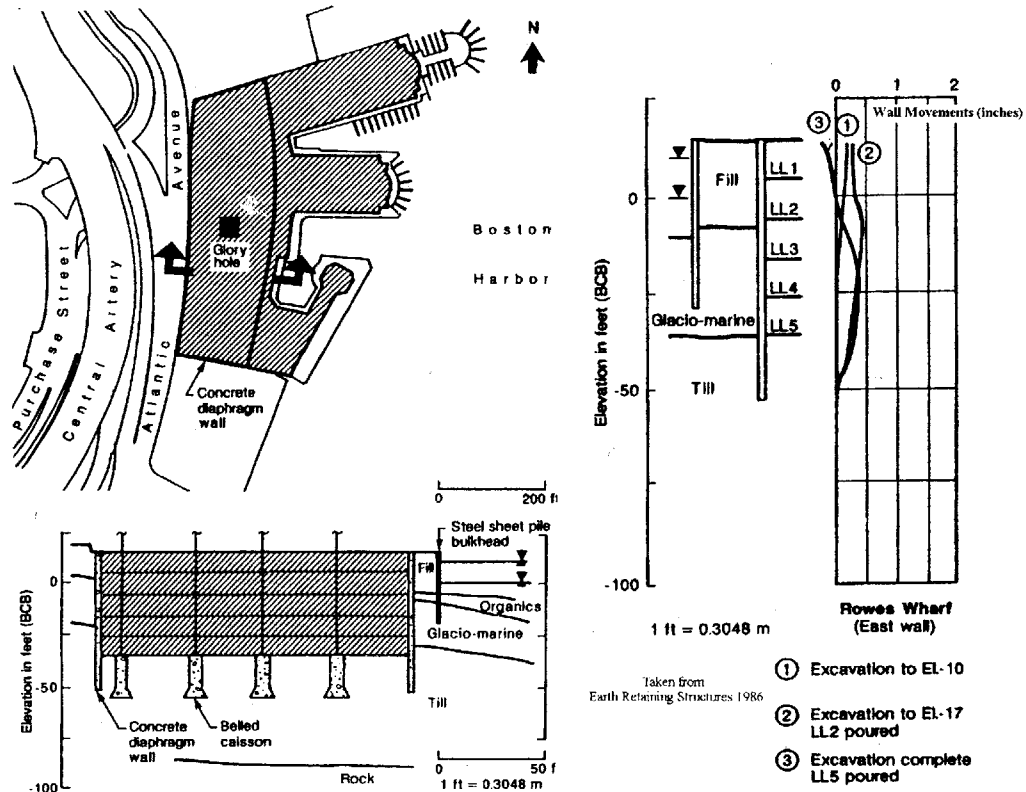 N
Avenue
Glory
hole
Boston
Harbor
Purchase Street
Central Artery
Atlantic
Concrete
diaphragm
wall
0 200 ft
Steel sheet pile
bulkhead
Fill
Organics
Glacio-marine
Till
Elevation in feet (BCB)
0
-50
-100
Concrete
diaphragm
wall
Belled
caisson
Rock
0 50 f
1 ft = 0.3048 m
0 1 2
Wall Movements (inches)
3 1 2
Fill
LL1
LL2
LL3
LL4
LL5
Glacio-marine
Till
Elevation in feet (BCB)
0
-50
-100
Rowes Wharf
(East wall)
1 ft = 0.3048 m
Taken from
Earth Retaining Structures 1986
1 Excavation to El.-10
2 Excavation to El.-17
LL2 poured
3 Excavation complete
LL5 poured